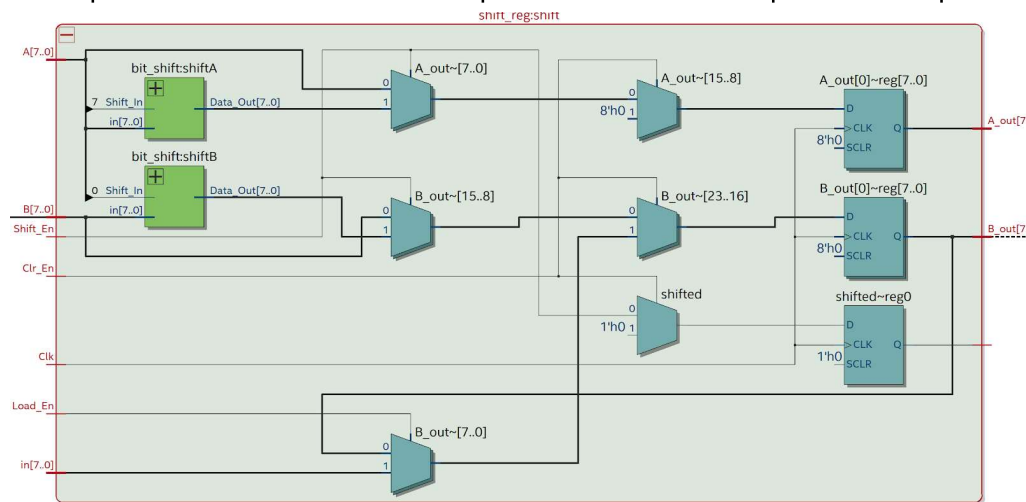 shift_reg:shift
A[7..0]
bit_shift:shiftA
7 Shift_In Data_Out[7..0]
in[7..0]
bit_shift:shiftB
0 Shift_In Data_Out[7..0]
in[7..0]
B[7..0]
Shift_En
Clr_En
Clk
Load_En
in[7..0]
A_out~[7..0]
0
1
B_out~[15..8]
0
1
B_out~[7..0]
0
1
A_out~[15..8]
0
8'h0 1
B_out~[23..16]
0
1
shifted
0
1'h0 1
A_out[0]~reg[7..0]
D
>CLK Q
8'h0 SCLR
B_out[0]~reg[7..0]
D
>CLK Q
8'h0 SCLR
shifted~reg0
D
>CLK Q
1'h0 SCLR
A_out[7
B_out[7